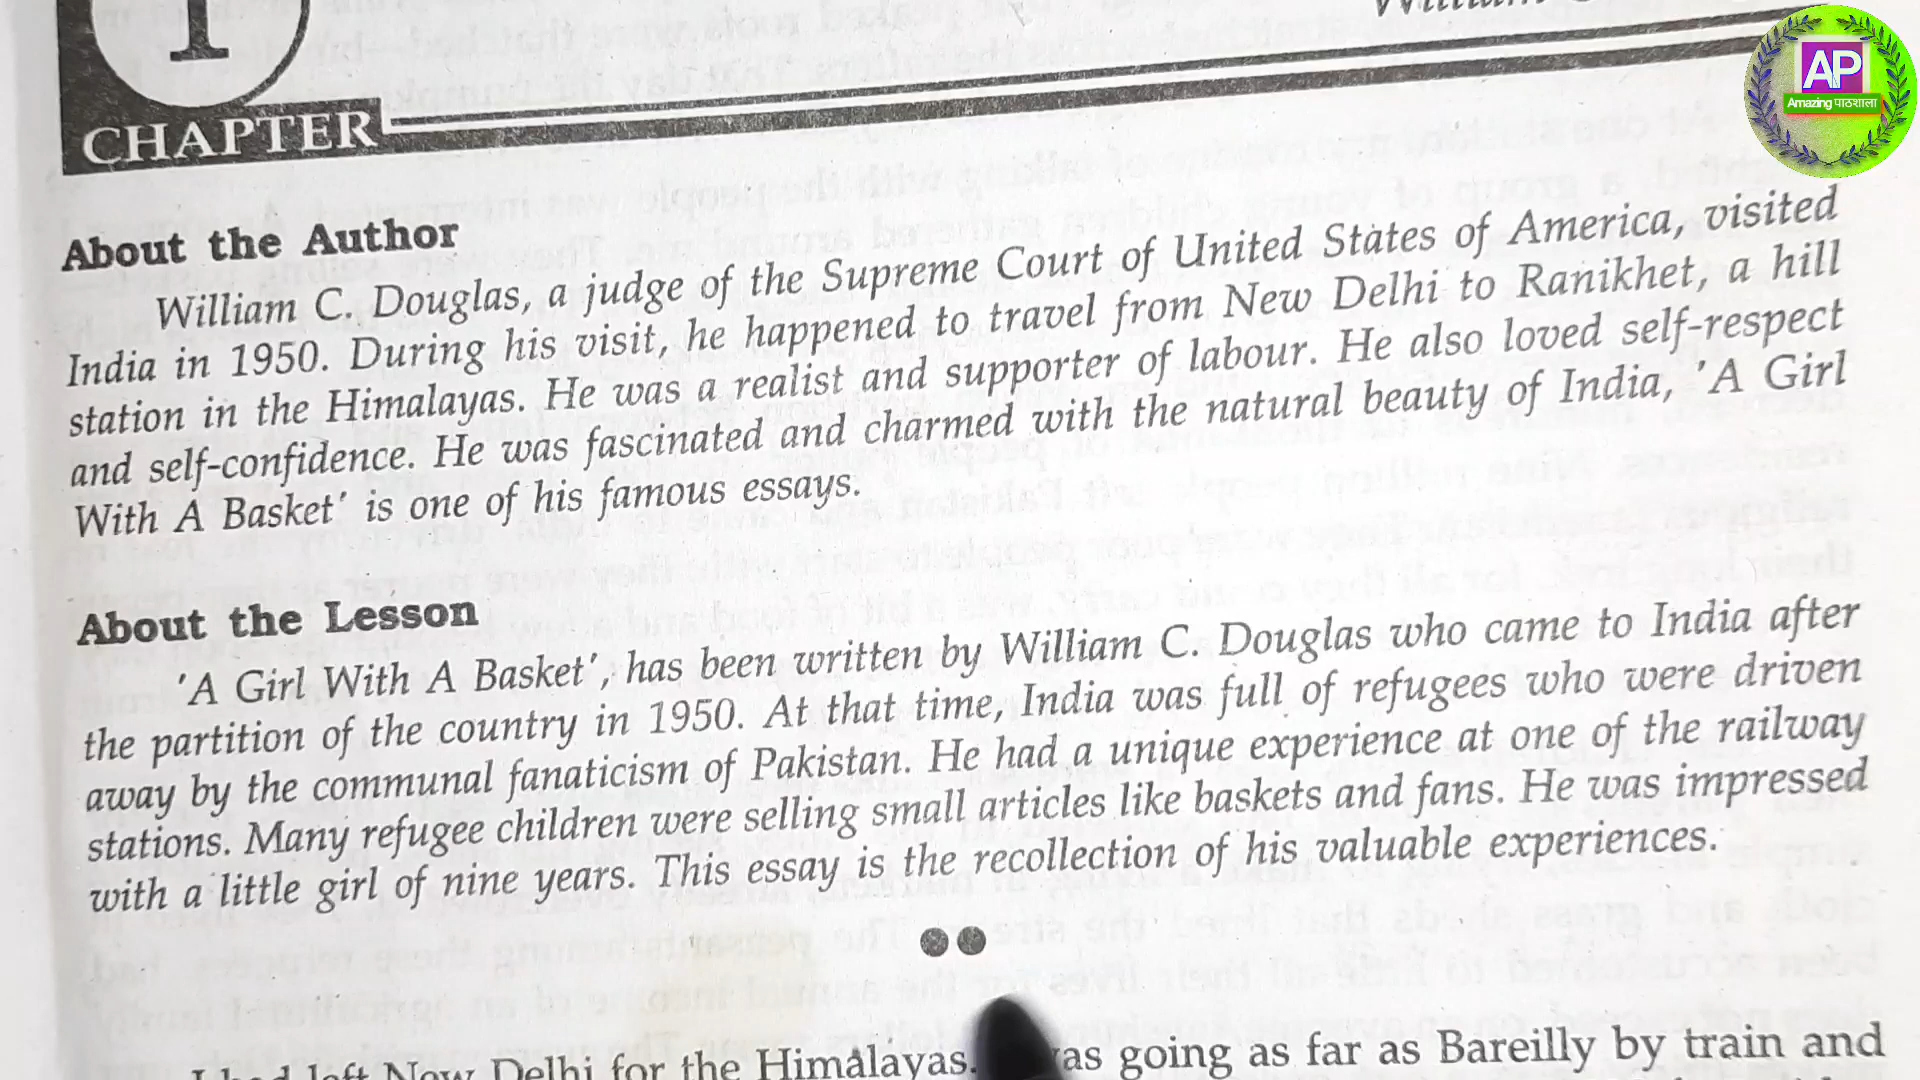 1
CHAPTER
William
AP
Amazing पाठशाला
About the Author
William C. Douglas, a judge of the Supreme Court of United States of America, visited
India in 1950. During his visit, he happened to travel from New Delhi to Ranikhet, a hill
station in the Himalayas. He was a realist and supporter of labour. He also loved self-respect
and self-confidence. He was fascinated and charmed with the natural beauty of India, 'A Girl
With A Basket' is one of his famous essays.
About the Lesson
'A Girl With A Basket', has been written by William C. Douglas who came to India after
the partition of the country in 1950. At that time, India was full of refugees who were driven
away by the communal fanaticism of Pakistan. He had a unique experience at one of the railway
stations. Many refugee children were selling small articles like baskets and fans. He was impressed
with a little girl of nine years. This essay is the recollection of his valuable experiences.
I had left New Delhi for the Himalayas. was going as far as Bareilly by train and